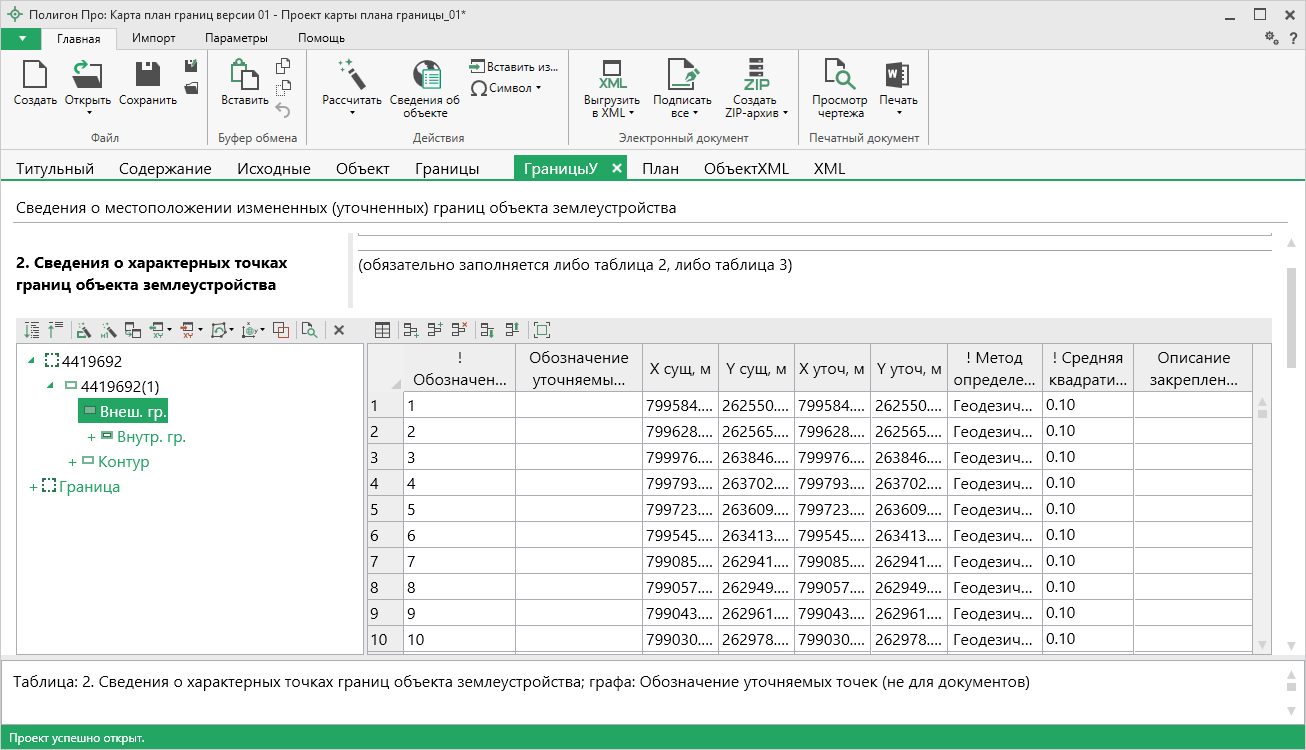 Полигон Про: Карта план границ версии 01 - Проект карты плана границы_01*
Главная Импорт Параметры Помощь ?
Создать Открыть Сохранить Вставить Рассчитать Сведения об объекте Вставить из... Символ XML Выгрузить в XML Подписать все ZIP Создать ZIP-архив Просмотр чертежа W Печать
Файл Буфер обмена Действия Электронный документ Печатный документ
Титульный Содержание Исходные Объект Границы ГраницыУ План ОбъектXML XML
Сведения о местоположении измененных (уточненных) границ объекта землеустройства
2. Сведения о характерных точках
границ объекта землеустройства
(обязательно заполняется либо таблица 2, либо таблица 3)
4419692
4419692(1)
Внеш. гр.
+ Внутр. гр.
+ Контур
+ Граница
! Обозначен... Обозначение уточняемы... X сущ, м Y сущ, м X уточ, м Y уточ, м ! Метод определе... ! Средняя квадрати... Описание закреплен...
1 1 799584.... 262550.... 799584.... 262550.... Геодезич... 0.10
2 2 799628.... 262565.... 799628.... 262565.... Геодезич... 0.10
3 3 799976.... 263846.... 799976.... 263846.... Геодезич... 0.10
4 4 799793.... 263702.... 799793.... 263702.... Геодезич... 0.10
5 5 799723.... 263609.... 799723.... 263609.... Геодезич... 0.10
6 6 799545.... 263413.... 799545.... 263413.... Геодезич... 0.10
7 7 799085.... 262941.... 799085.... 262941.... Геодезич... 0.10
8 8 799057.... 262949.... 799057.... 262949.... Геодезич... 0.10
9 9 799043.... 262961.... 799043.... 262961.... Геодезич... 0.10
10 10 799030.... 262978.... 799030.... 262978.... Геодезич... 0.10
Таблица: 2. Сведения о характерных точках границ объекта землеустройства; графа: Обозначение уточняемых точек (не для документов)
Проект успешно открыт.